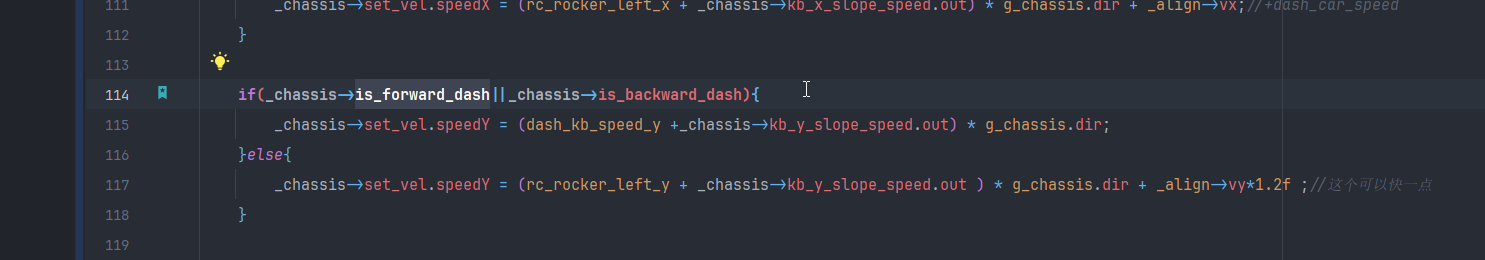 111 _chassis->set_vel.speedX = (rc_rocker_left_x + _chassis->kb_x_slope_speed.out) * g_chassis.dir + _align->vx;//+dash_car_speed
112 }
113
114 if(_chassis->is_forward_dash||_chassis->is_backward_dash){
115 _chassis->set_vel.speedY = (dash_kb_speed_y +_chassis->kb_y_slope_speed.out) * g_chassis.dir;
116 }else{
117 _chassis->set_vel.speedY = (rc_rocker_left_y + _chassis->kb_y_slope_speed.out ) * g_chassis.dir + _align->vy*1.2f ;//这个可以快一点
118 }
119